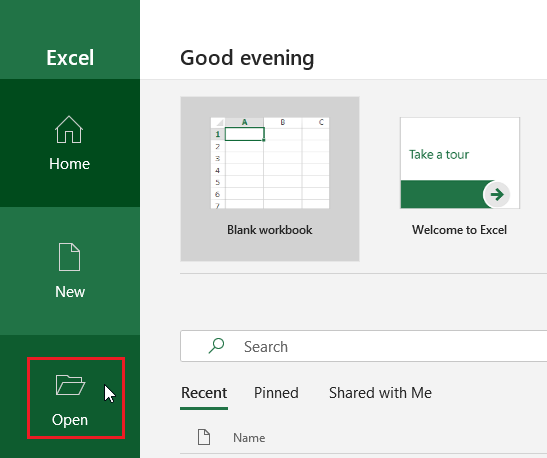 Excel
Good evening
Home
New
Open
A B C
1
2
3
4
5
6
7
Blank workbook
Take a tour
Welcome to Excel
Search
Recent Pinned Shared with Me
Name